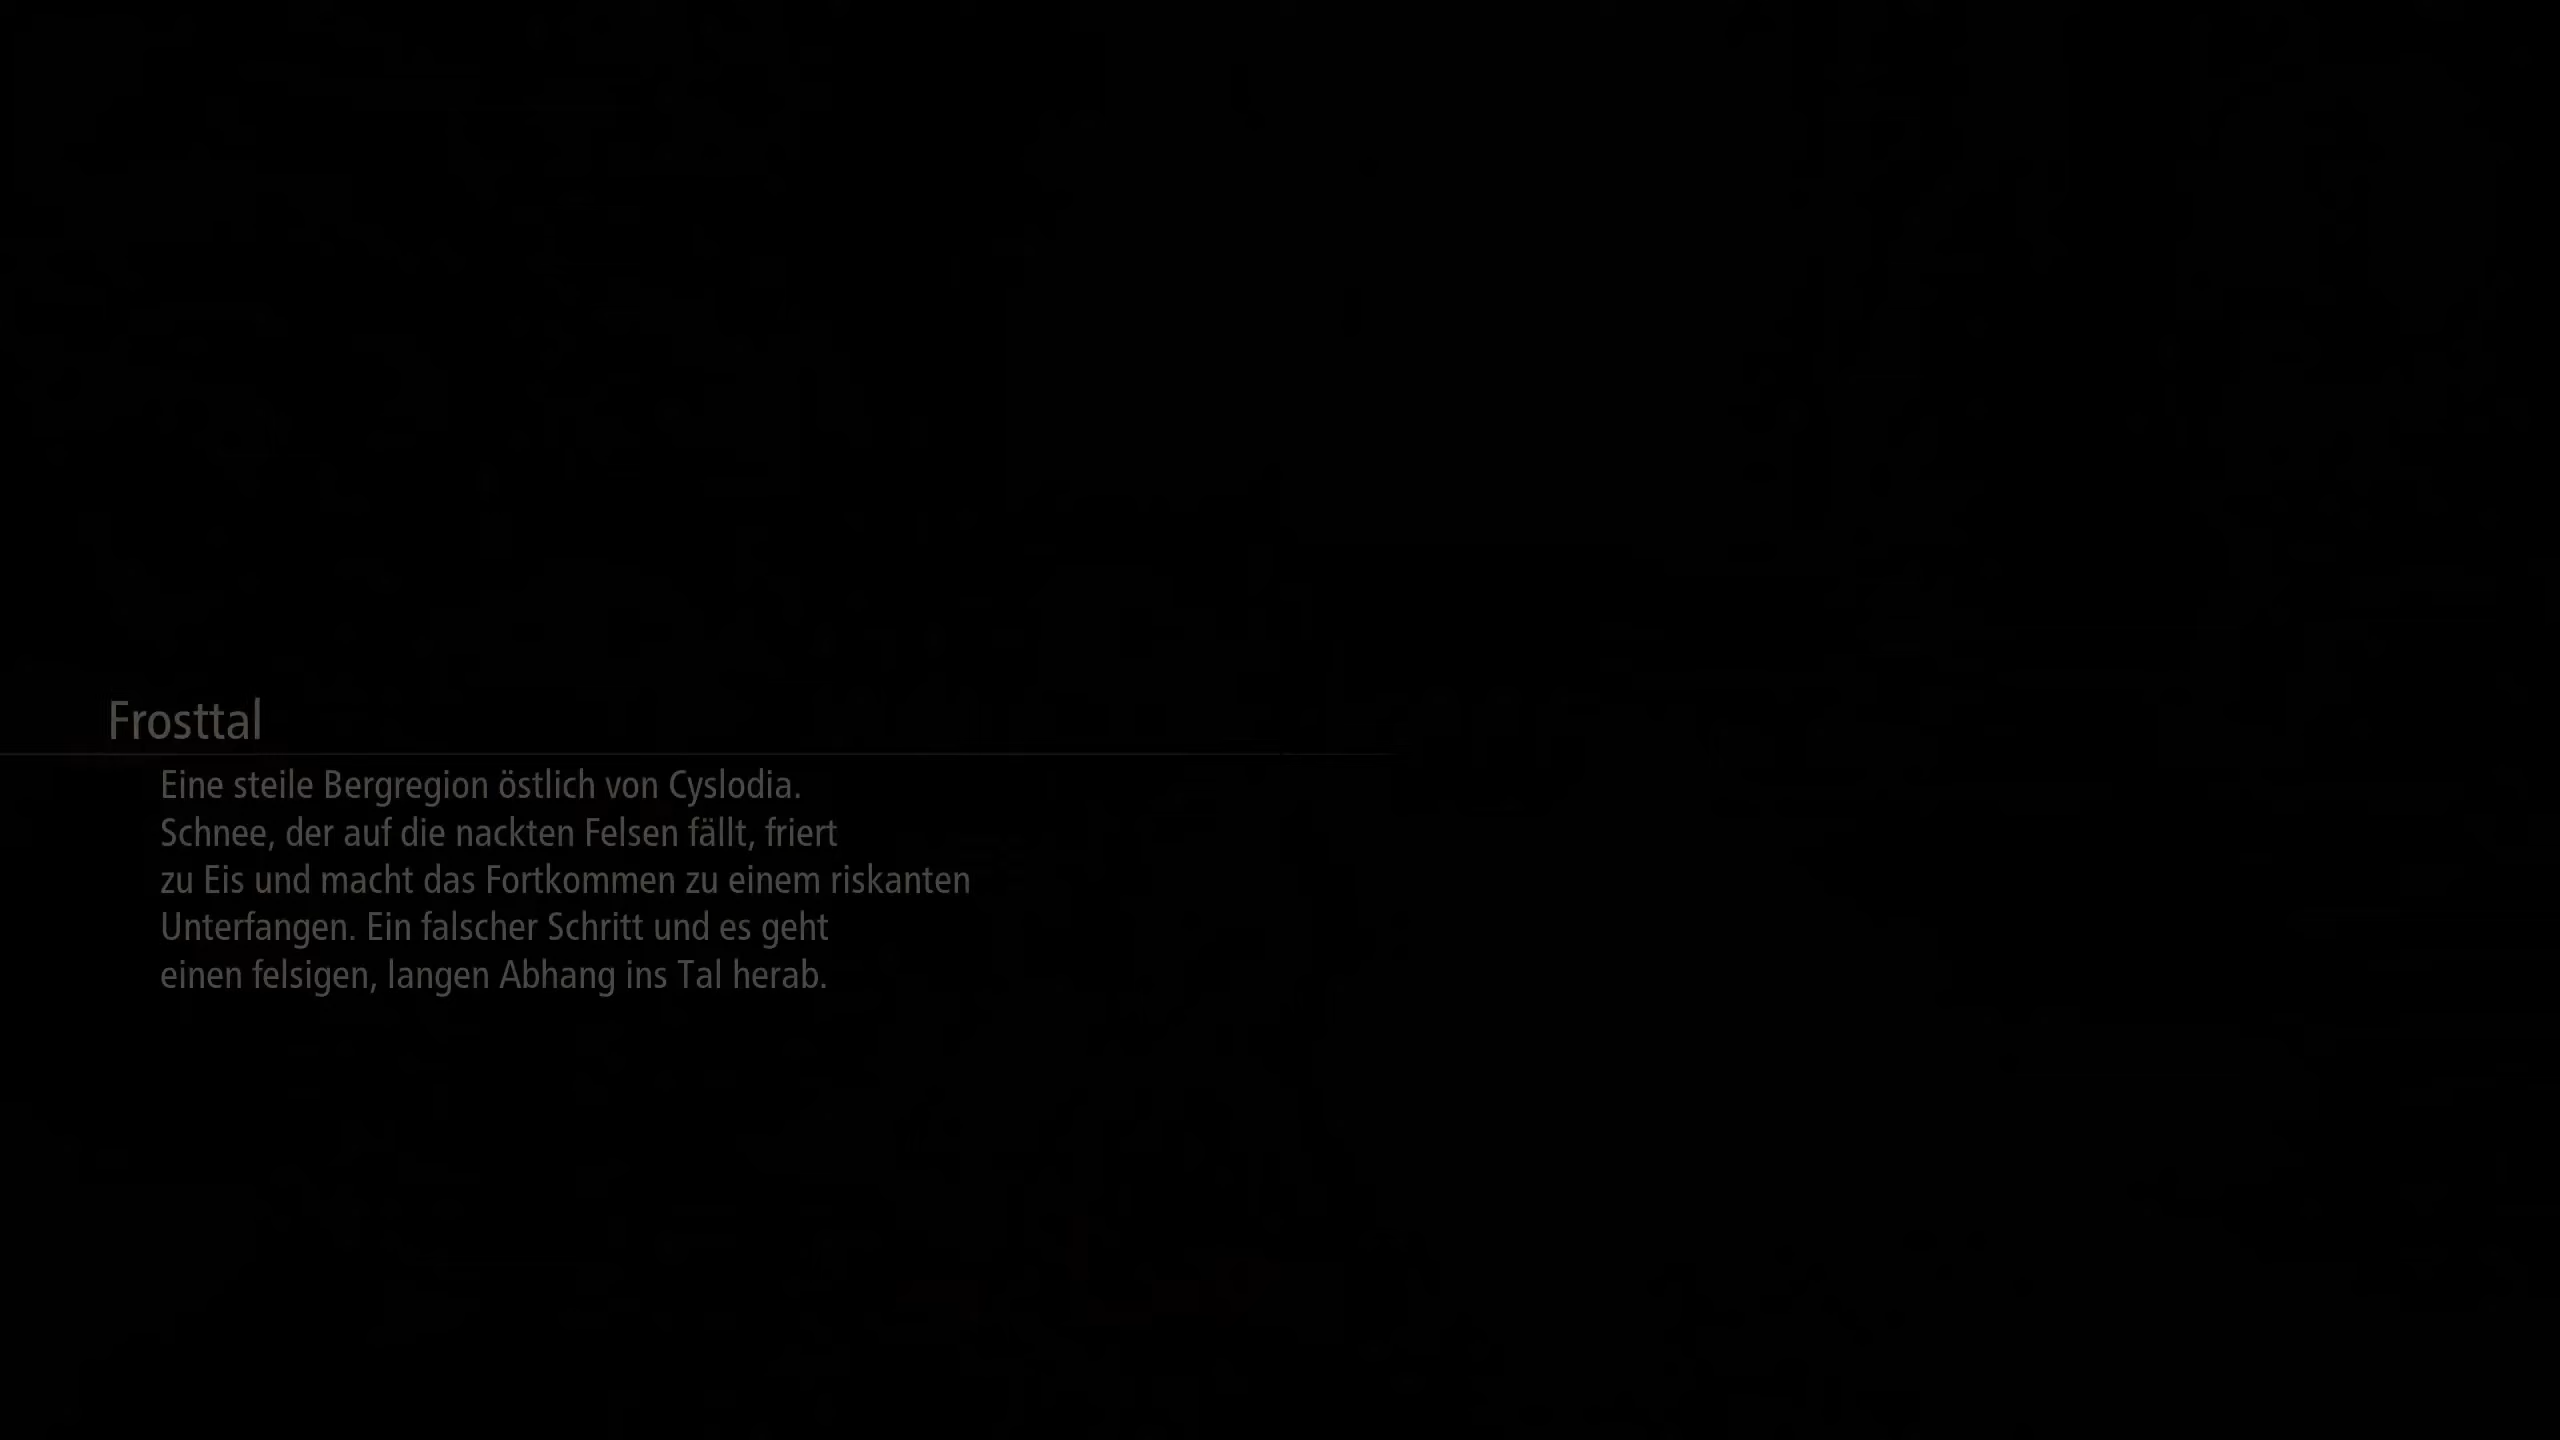 Frosttal
Eine steile Bergregion östlich von Cyslodia.
Schnee, der auf die nackten Felsen fällt, friert
zu Eis und macht das Fortkommen zu einem riskanten
Unterfangen. Ein falscher Schritt und es geht
einen felsigen, langen Abhang ins Tal herab.